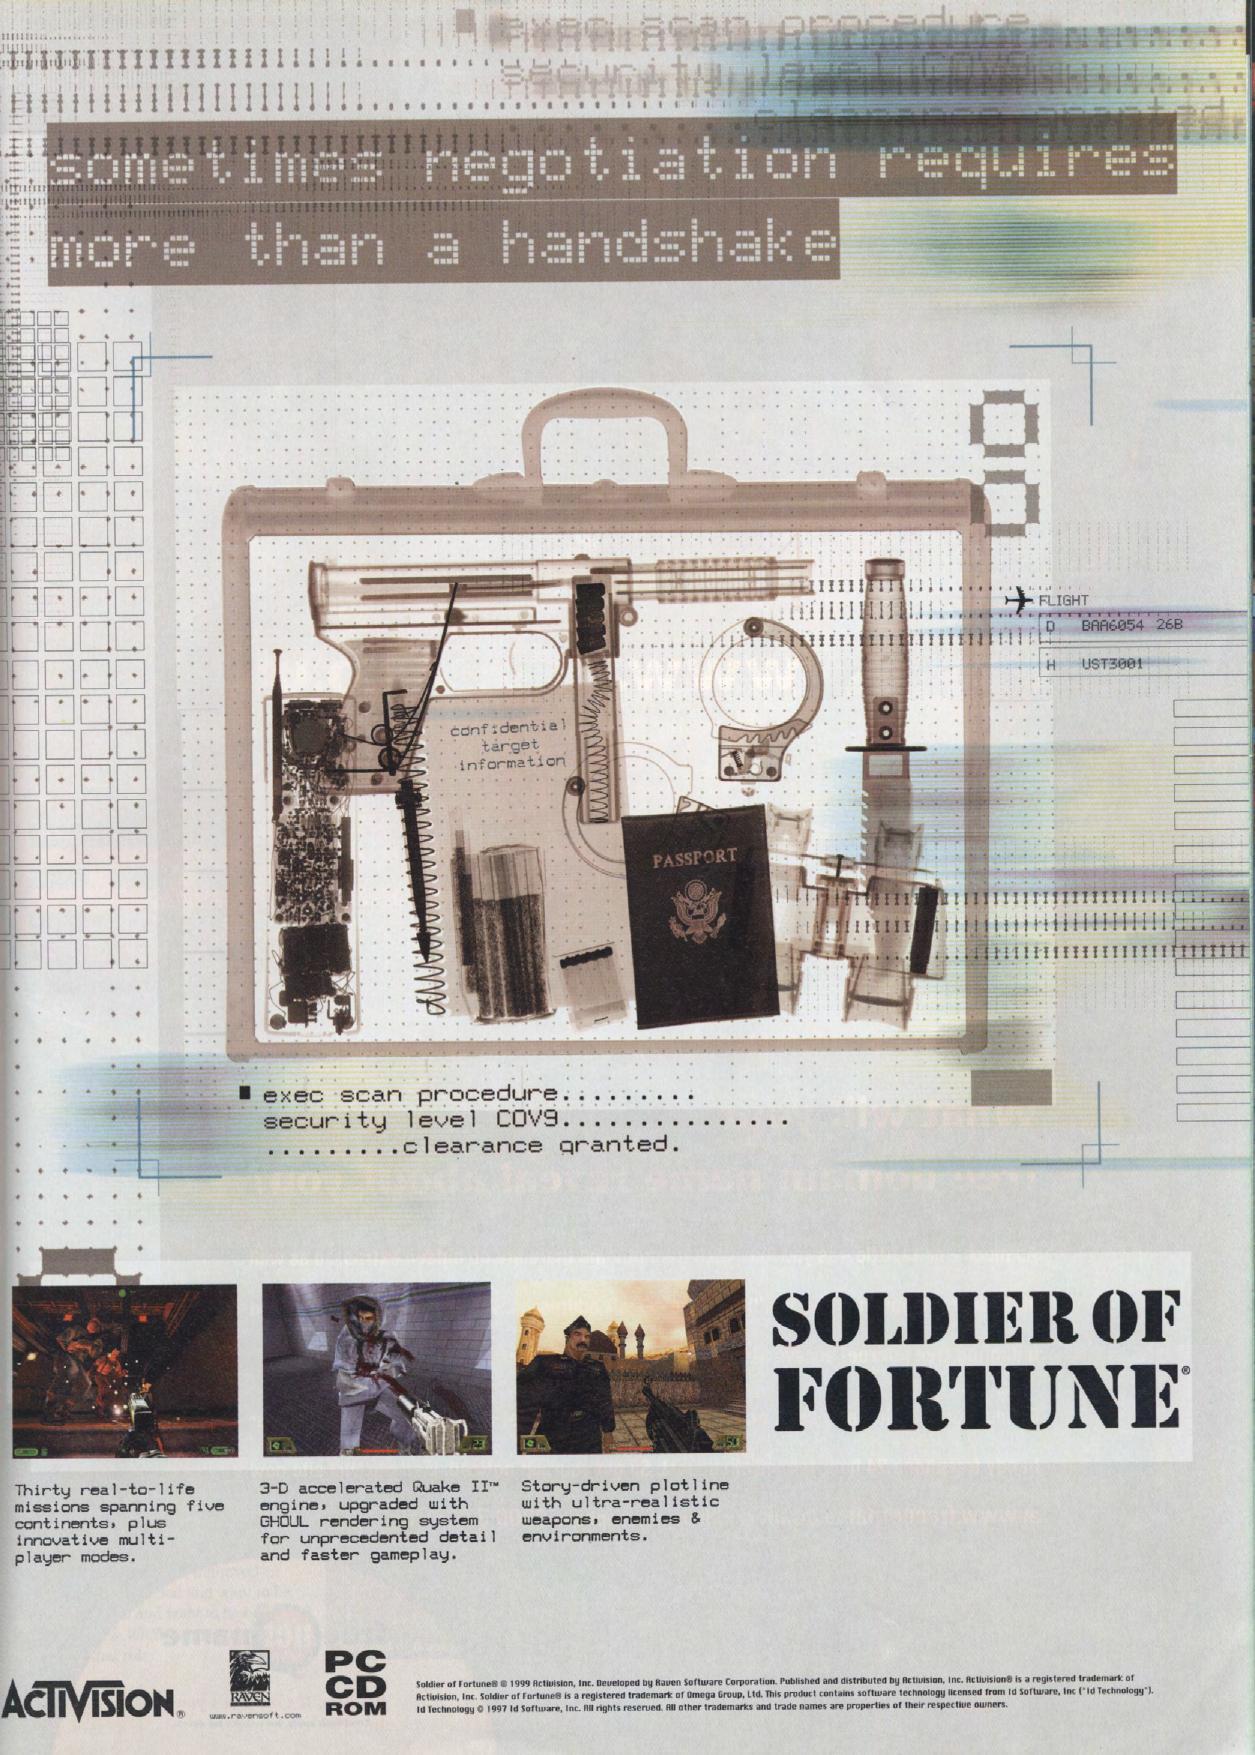 exec scan procedure
security level COV9
clearance granted
sometimes negotiation requires
more than a handshake
FLIGHT
D BAA6054 26B
H UST3001
confidential
target
information
PASSPORT
exec scan procedure.........
security level COV9...............
.........clearance granted.
SOLDIER OF
FORTUNE®
Thirty real-to-life
missions spanning five
continents, plus
innovative multi-
player modes.
3-D accelerated Quake II™
engine, upgraded with
GHOUL rendering system
for unprecedented detail
and faster gameplay.
Story-driven plotline
with ultra-realistic
weapons, enemies &
environments.
ACTIVISION®
RAVEN
www.ravensoft.com
PC
CD
ROM
Soldier of Fortune® © 1999 Activision, Inc. Developed by Raven Software Corporation. Published and distributed by Activision, Inc. Activision® is a registered trademark of
Activision, Inc. Soldier of Fortune® is a registered trademark of Omega Group, Ltd. This product contains software technology licensed from Id Software, Inc ("Id Technology").
Id Technology © 1997 Id Software, Inc. All rights reserved. All other trademarks and trade names are properties of their respective owners.